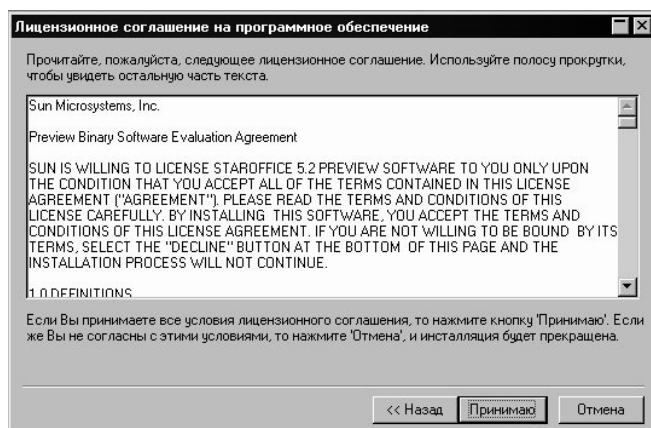 Лицензионное соглашение на программное обеспечение
Прочитайте, пожалуйста, следующее лицензионное соглашение. Используйте полосу прокрутки,
чтобы увидеть остальную часть текста.
Sun Microsystems, Inc.
Preview Binary Software Evaluation Agreement
SUN IS WILLING TO LICENSE STAROFFICE 5.2 PREVIEW SOFTWARE TO YOU ONLY UPON
THE CONDITION THAT YOU ACCEPT ALL OF THE TERMS CONTAINED IN THIS LICENSE
AGREEMENT ("AGREEMENT"). PLEASE READ THE TERMS AND CONDITIONS OF THIS
LICENSE CAREFULLY. BY INSTALLING THIS SOFTWARE, YOU ACCEPT THE TERMS AND
CONDITIONS OF THIS LICENSE AGREEMENT. IF YOU ARE NOT WILLING TO BE BOUND BY ITS
TERMS, SELECT THE "DECLINE" BUTTON AT THE BOTTOM OF THIS PAGE AND THE
INSTALLATION PROCESS WILL NOT CONTINUE.
1.0 DEFINITIONS
Если Вы принимаете все условия лицензионного соглашения, то нажмите кнопку 'Принимаю'. Если
же Вы не согласны с этими условиями, то нажмите 'Отмена', и инсталляция будет прекращена.
<< Назад Принимаю Отмена